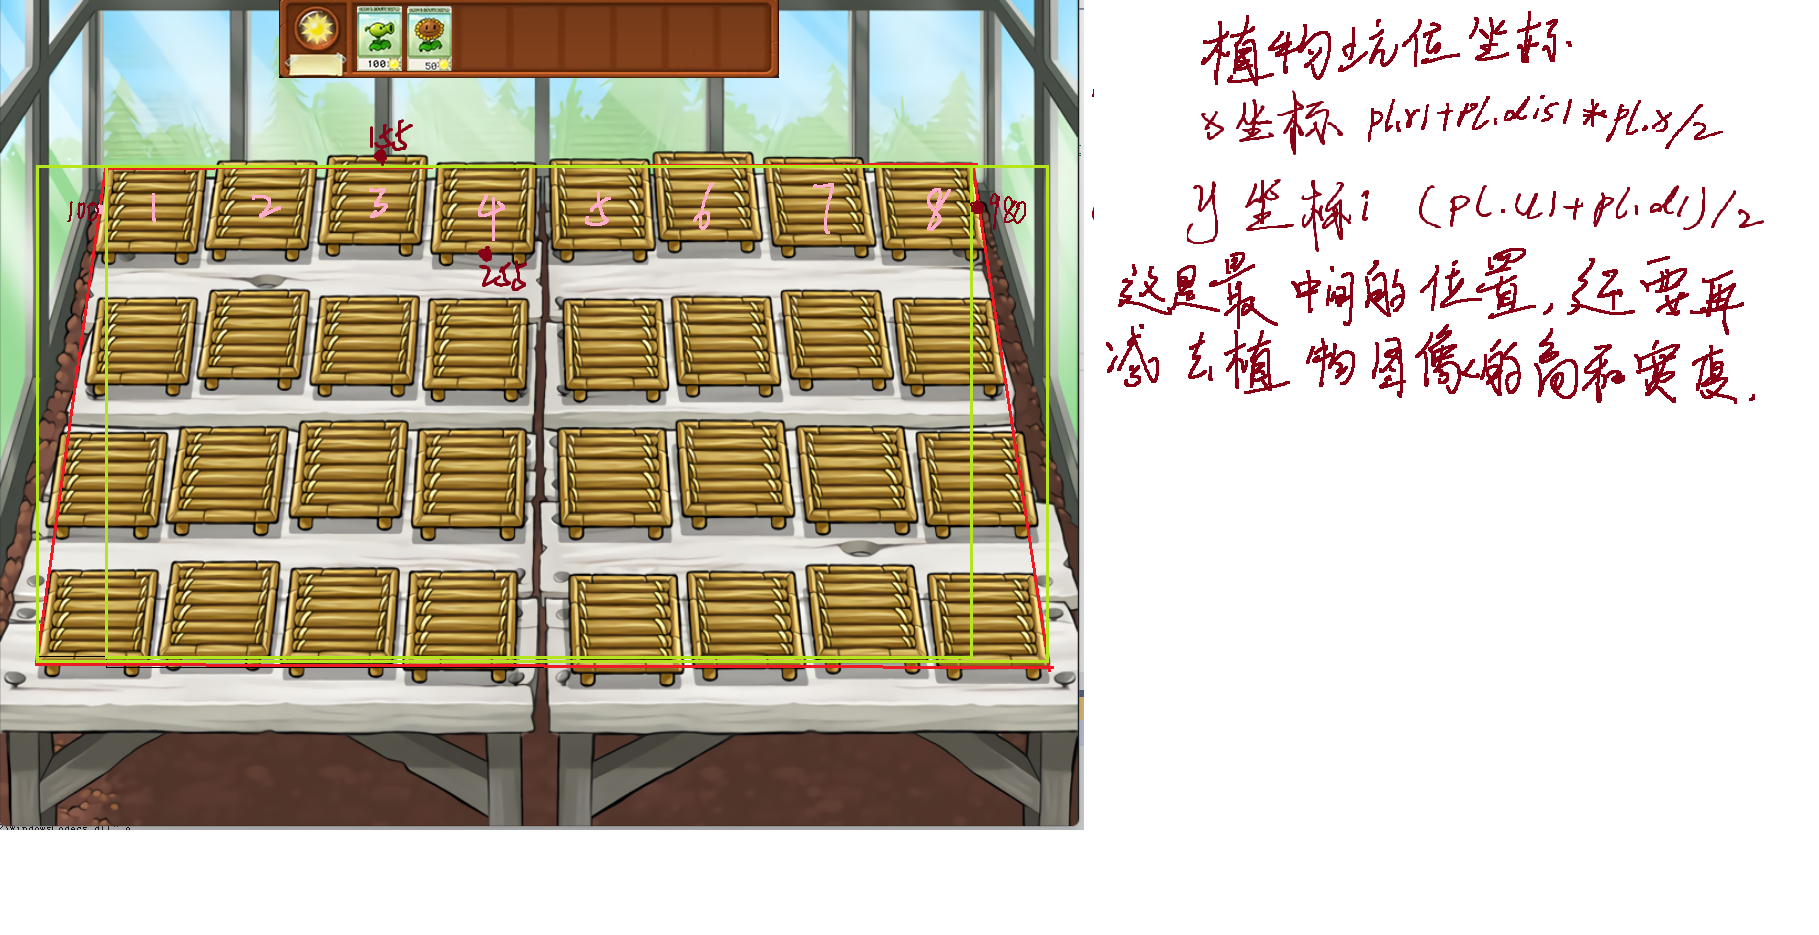 100
50
155
1 2 3 4 5 6 7 8
100
980
255
植物坑位坐标
x坐标 pl.r1+pl.dis1*pl.x/2
y坐标: (pl.u1+pl.d1)/2
这是最中间的位置,还要再
减去植物图像的高和宽度.